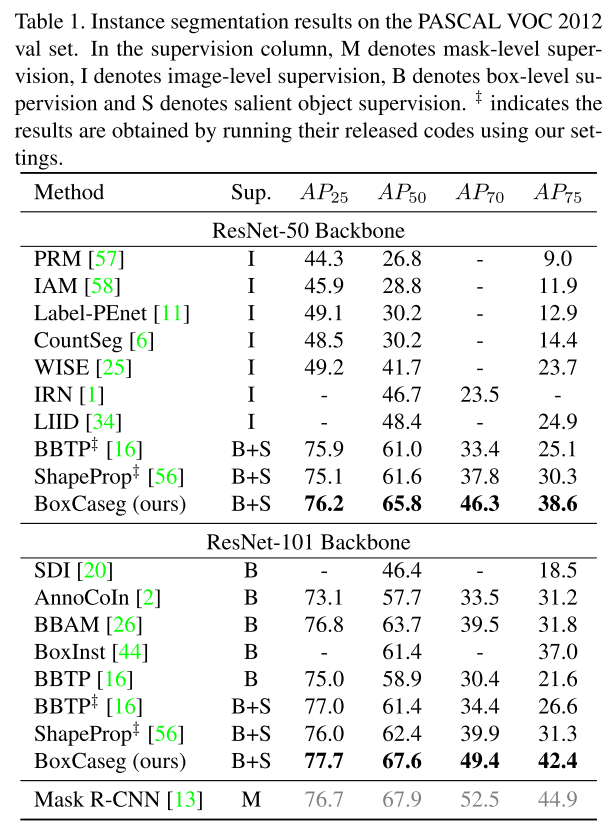 Table 1. Instance segmentation results on the PASCAL VOC 2012
val set. In the supervision column, M denotes mask-level super-
vision, I denotes image-level supervision, B denotes box-level su-
pervision and S denotes salient object supervision. ‡ indicates the
results are obtained by running their released codes using our set-
tings.
Method Sup. AP25 AP50 AP70 AP75
ResNet-50 Backbone
PRM [57] I 44.3 26.8 - 9.0
IAM [58] I 45.9 28.8 - 11.9
Label-PEnet [11] I 49.1 30.2 - 12.9
CountSeg [6] I 48.5 30.2 - 14.4
WISE [25] I 49.2 41.7 - 23.7
IRN [1] I - 46.7 23.5 -
LIID [34] I - 48.4 - 24.9
BBTP‡ [16] B+S 75.9 61.0 33.4 25.1
ShapeProp‡ [56] B+S 75.1 61.6 37.8 30.3
BoxCaseg (ours) B+S 76.2 65.8 46.3 38.6
ResNet-101 Backbone
SDI [20] B - 46.4 - 18.5
AnnoCoIn [2] B 73.1 57.7 33.5 31.2
BBAM [26] B 76.8 63.7 39.5 31.8
BoxInst [44] B - 61.4 - 37.0
BBTP [16] B 75.0 58.9 30.4 21.6
BBTP‡ [16] B+S 77.0 61.4 34.4 26.6
ShapeProp‡ [56] B+S 76.0 62.4 39.9 31.3
BoxCaseg (ours) B+S 77.7 67.6 49.4 42.4
Mask R-CNN [13] M 76.7 67.9 52.5 44.9